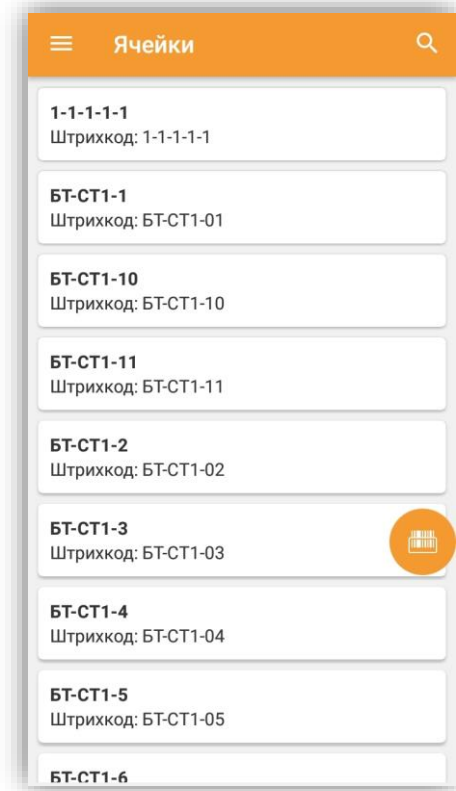 Ячейки
1-1-1-1-1
Штрихкод: 1-1-1-1-1
БТ-СТ1-1
Штрихкод: БТ-СТ1-01
БТ-СТ1-10
Штрихкод: БТ-СТ1-10
БТ-СТ1-11
Штрихкод: БТ-СТ1-11
БТ-СТ1-2
Штрихкод: БТ-СТ1-02
БТ-СТ1-3
Штрихкод: БТ-СТ1-03
БТ-СТ1-4
Штрихкод: БТ-СТ1-04
БТ-СТ1-5
Штрихкод: БТ-СТ1-05
БТ-СТ1-6